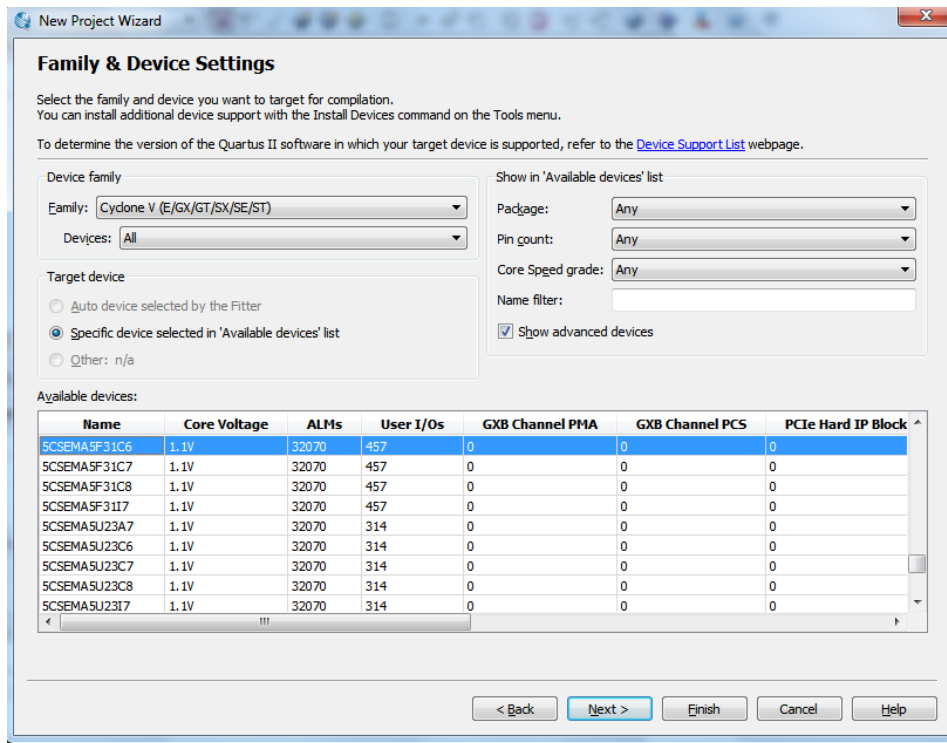 New Project Wizard
Family & Device Settings
Select the family and device you want to target for compilation.
You can install additional device support with the Install Devices command on the Tools menu.
To determine the version of the Quartus II software in which your target device is supported, refer to the Device Support List webpage.
Device family
Family: Cyclone V (E/GX/GT/SX/SE/ST)
Devices: All
Target device
Auto device selected by the Fitter
Specific device selected in 'Available devices' list
Other: n/a
Show in 'Available devices' list
Package: Any
Pin count: Any
Core Speed grade: Any
Name filter:
Show advanced devices
Available devices:
Name Core Voltage ALMs User I/Os GXB Channel PMA GXB Channel PCS PCIe Hard IP Block
5CSEMA5F31C6 1.1V 32070 457 0 0 0
5CSEMA5F31C7 1.1V 32070 457 0 0 0
5CSEMA5F31C8 1.1V 32070 457 0 0 0
5CSEMA5F31I7 1.1V 32070 457 0 0 0
5CSEMA5U23A7 1.1V 32070 314 0 0 0
5CSEMA5U23C6 1.1V 32070 314 0 0 0
5CSEMA5U23C7 1.1V 32070 314 0 0 0
5CSEMA5U23C8 1.1V 32070 314 0 0 0
5CSEMA5U23I7 1.1V 32070 314 0 0 0
< Back Next > Finish Cancel Help